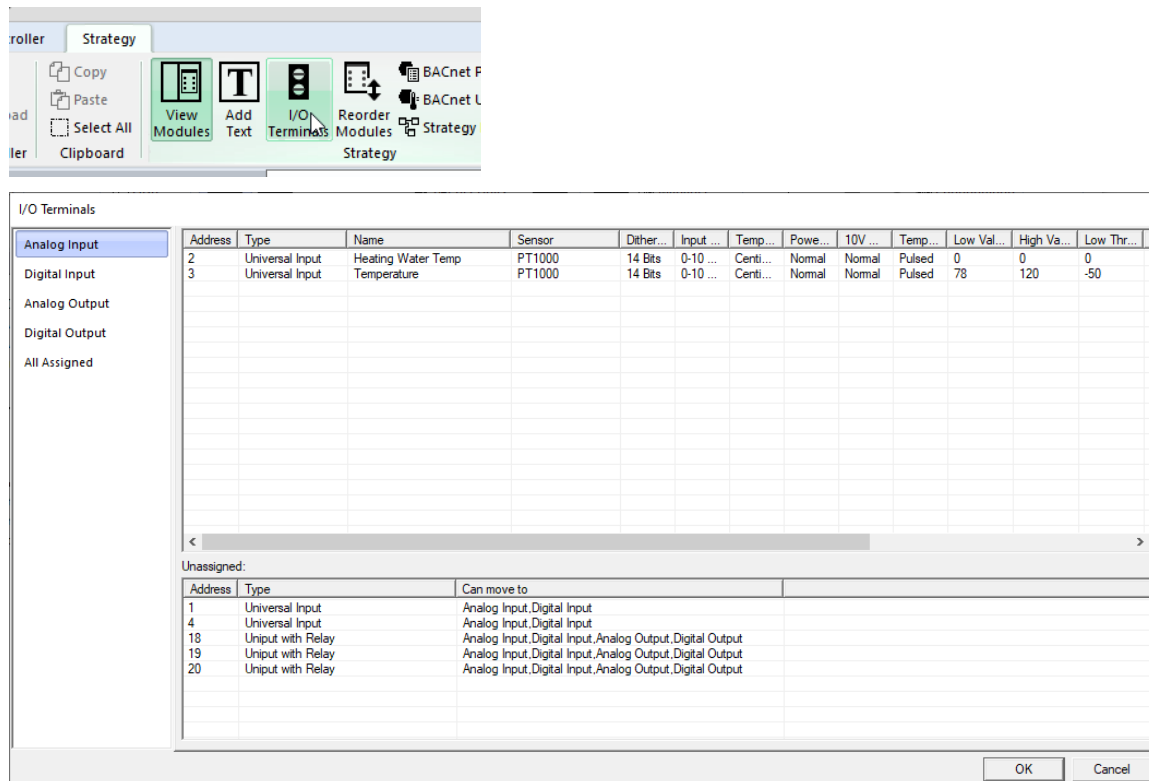 roller Strategy
Copy
Paste
Select All
ad
View Modules
Add Text
I/O Terminals
Reorder Modules
BACnet P
BACnet U
Strategy
ler Clipboard Strategy
I/O Terminals
Analog Input
Digital Input
Analog Output
Digital Output
All Assigned
Address Type Name Sensor Dither... Input ... Temp... Powe... 10V ... Temp... Low Val... High Va... Low Thr...
2 Universal Input Heating Water Temp PT1000 14 Bits 0-10 ... Centi... Normal Normal Pulsed 0 0 0
3 Universal Input Temperature PT1000 14 Bits 0-10 ... Centi... Normal Normal Pulsed 78 120 -50
Unassigned:
Address Type Can move to
1 Universal Input Analog Input,Digital Input
4 Universal Input Analog Input,Digital Input
18 Uniput with Relay Analog Input,Digital Input,Analog Output,Digital Output
19 Uniput with Relay Analog Input,Digital Input,Analog Output,Digital Output
20 Uniput with Relay Analog Input,Digital Input,Analog Output,Digital Output
OK Cancel